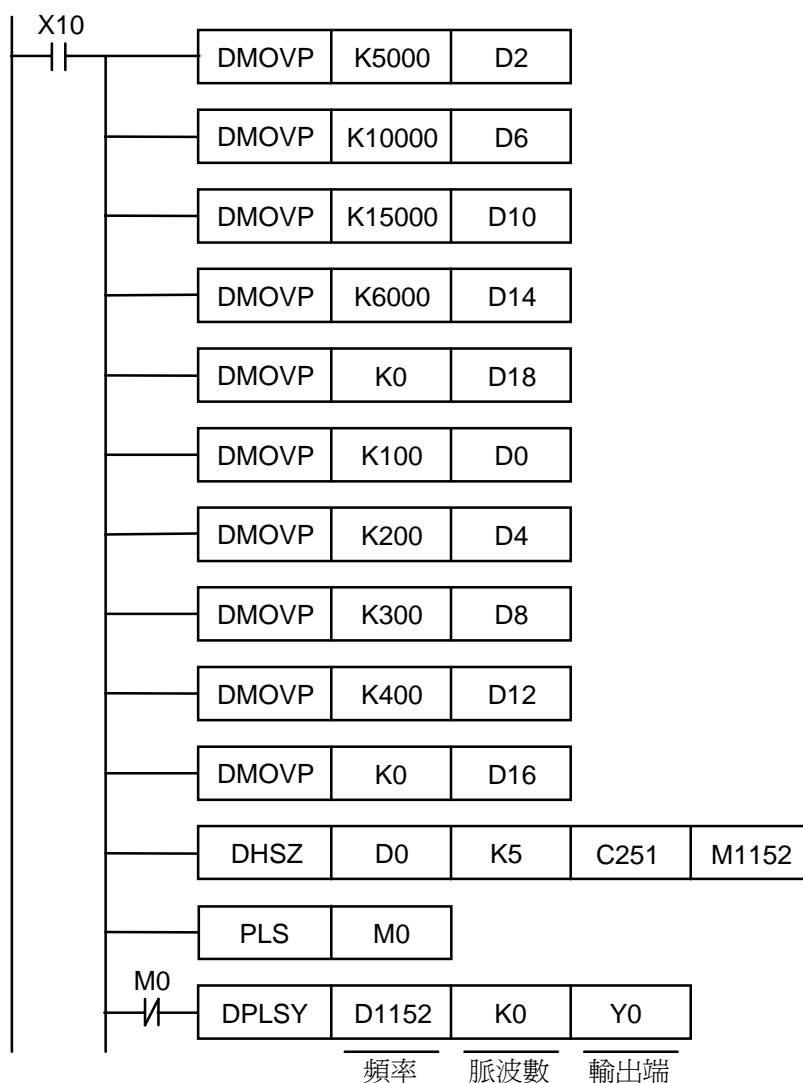 X10
DMOVP K5000 D2
DMOVP K10000 D6
DMOVP K15000 D10
DMOVP K6000 D14
DMOVP K0 D18
DMOVP K100 D0
DMOVP K200 D4
DMOVP K300 D8
DMOVP K400 D12
DMOVP K0 D16
DHSZ D0 K5 C251 M1152
PLS M0
M0
DPLSY D1152 K0 Y0
頻率 脈波數 輸出端